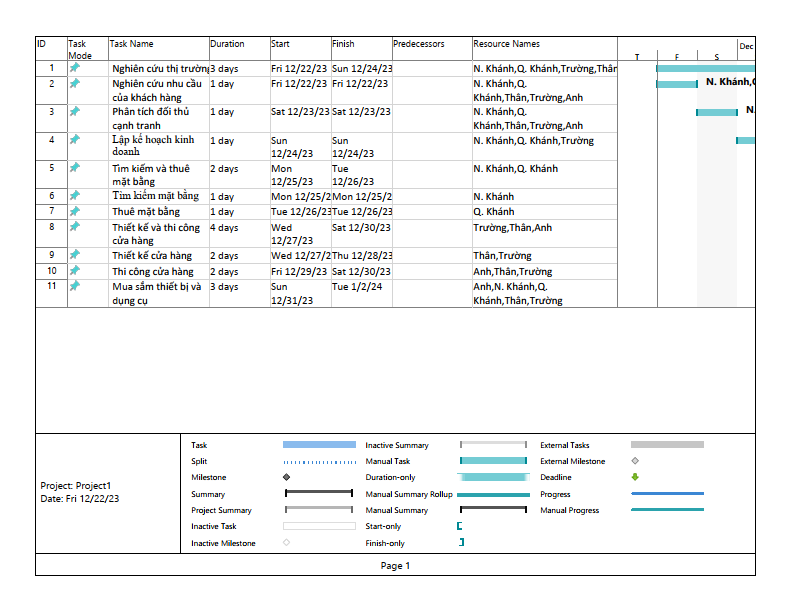 ID Task Mode Task Name Duration Start Finish Predecessors Resource Names Dec
T F S
1 Nghiên cứu thị trường 3 days Fri 12/22/23 Sun 12/24/23 N. Khánh,Q. Khánh,Trường,Thân
2 Nghiên cứu nhu cầu 1 day Fri 12/22/23 Fri 12/22/23 N. Khánh,Q. N. Khánh,Q
của khách hàng Khánh,Thân,Trường,Anh
3 Phân tích đối thủ 1 day Sat 12/23/23 Sat 12/23/23 N. Khánh,Q. N.
cạnh tranh Khánh,Thân,Trường,Anh
4 Lập kế hoạch kinh 1 day Sun Sun N. Khánh,Q. Khánh,Trường
doanh 12/24/23 12/24/23
5 Tìm kiếm và thuê 2 days Mon Tue N. Khánh,Q. Khánh
mặt bằng 12/25/23 12/26/23
6 Tìm kiếm mặt bằng 1 day Mon 12/25/2 Mon 12/25/2 N. Khánh
7 Thuê mặt bằng 1 day Tue 12/26/23 Tue 12/26/23 Q. Khánh
8 Thiết kế và thi công 4 days Wed Sat 12/30/23 Trường,Thân,Anh
cửa hàng 12/27/23
9 Thiết kế cửa hàng 2 days Wed 12/27/2 Thu 12/28/23 Thân,Trường
10 Thi công cửa hàng 2 days Fri 12/29/23 Sat 12/30/23 Anh,Thân,Trường
11 Mua sắm thiết bị và 3 days Sun Tue 1/2/24 Anh,N. Khánh,Q.
dụng cụ 12/31/23 Khánh,Thân,Trường
Project: Project1
Date: Fri 12/22/23
Task Inactive Summary External Tasks
Split Manual Task External Milestone
Milestone Duration-only Deadline
Summary Manual Summary Rollup Progress
Project Summary Manual Summary Manual Progress
Inactive Task Start-only
Inactive Milestone Finish-only
Page 1